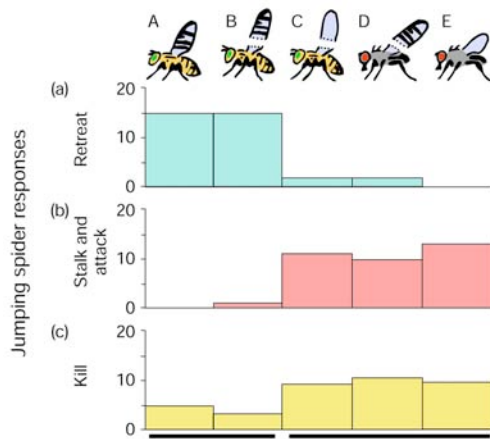 A B C D E
(a)
20
10
0
Retreat
(b)
20
10
0
Stalk and
attack
(c)
20
10
0
Kill
Jumping spider responses